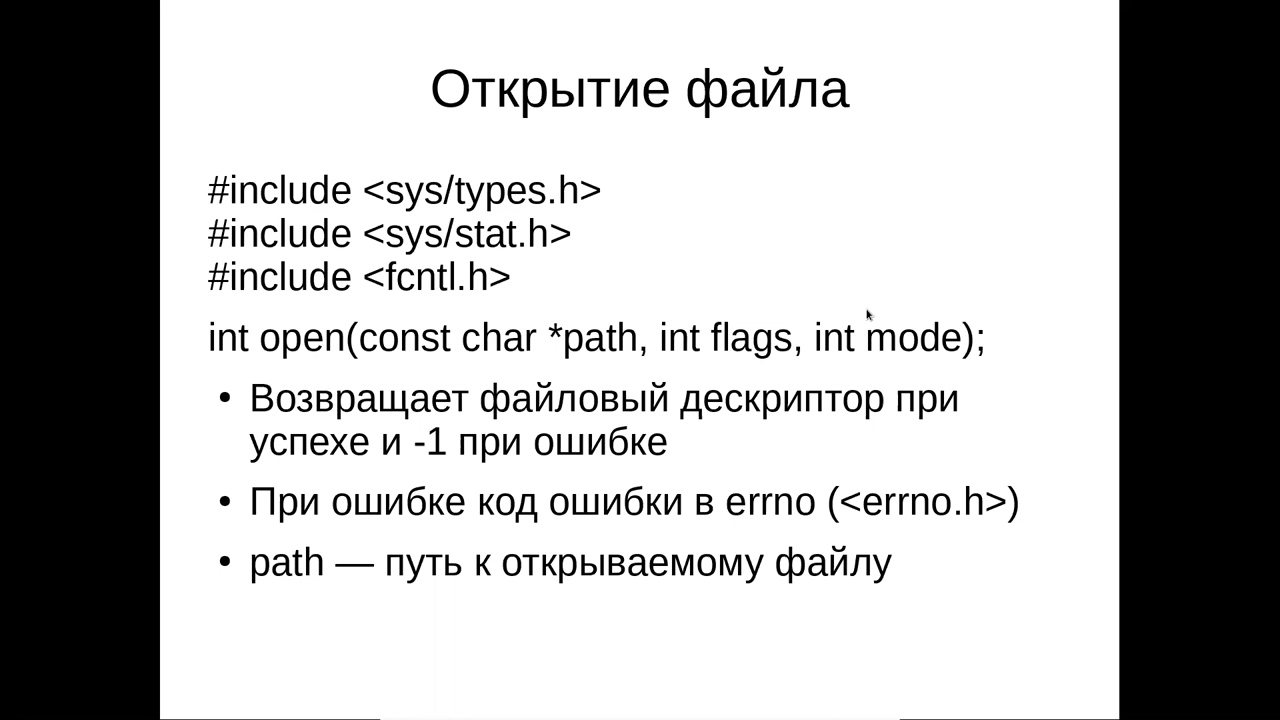 Открытие файла
#include <sys/types.h>
#include <sys/stat.h>
#include <fcntl.h>
int open(const char *path, int flags, int mode);
• Возвращает файловый дескриптор при
успехе и -1 при ошибке
• При ошибке код ошибки в errno (<errno.h>)
• path — путь к открываемому файлу